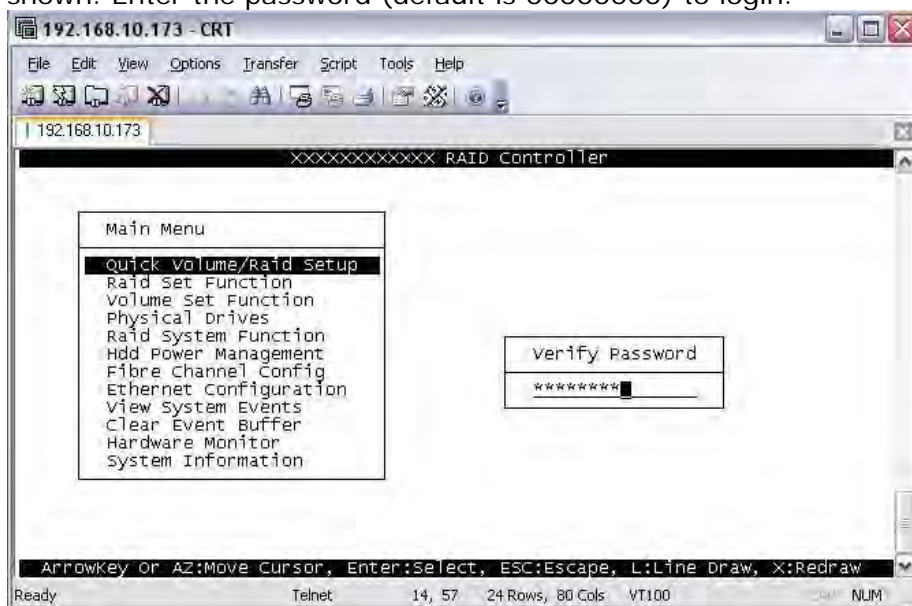 shown. Enter the password (default is 00000000) to login.
192.168.10.173 - CRT
File Edit View Options Transfer Script Tools Help
192.168.10.173
XXXXXXXXXXXX RAID Controller
Main Menu
Quick Volume/Raid Setup
Raid Set Function
Volume Set Function
Physical Drives
Raid System Function
Hdd Power Management
Fibre Channel Config
Ethernet Configuration
View System Events
Clear Event Buffer
Hardware Monitor
System Information
Verify Password
********
ArrowKey Or AZ:Move Cursor, Enter:Select, ESC:Escape, L:Line Draw, X:Redraw
Ready Telnet 14, 57 24 Rows, 80 Cols VT100 NUM